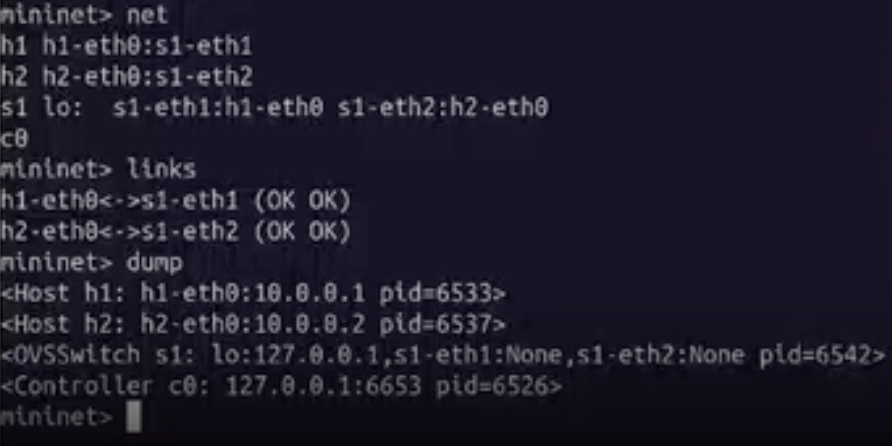 mininet> net
h1 h1-eth0:s1-eth1
h2 h2-eth0:s1-eth2
s1 lo:  s1-eth1:h1-eth0 s1-eth2:h2-eth0
c0
mininet> links
h1-eth0<->s1-eth1 (OK OK)
h2-eth0<->s1-eth2 (OK OK)
mininet> dump
<Host h1: h1-eth0:10.0.0.1 pid=6533>
<Host h2: h2-eth0:10.0.0.2 pid=6537>
<OVSSwitch s1: lo:127.0.0.1,s1-eth1:None,s1-eth2:None pid=6542>
<Controller c0: 127.0.0.1:6653 pid=6526>
mininet>